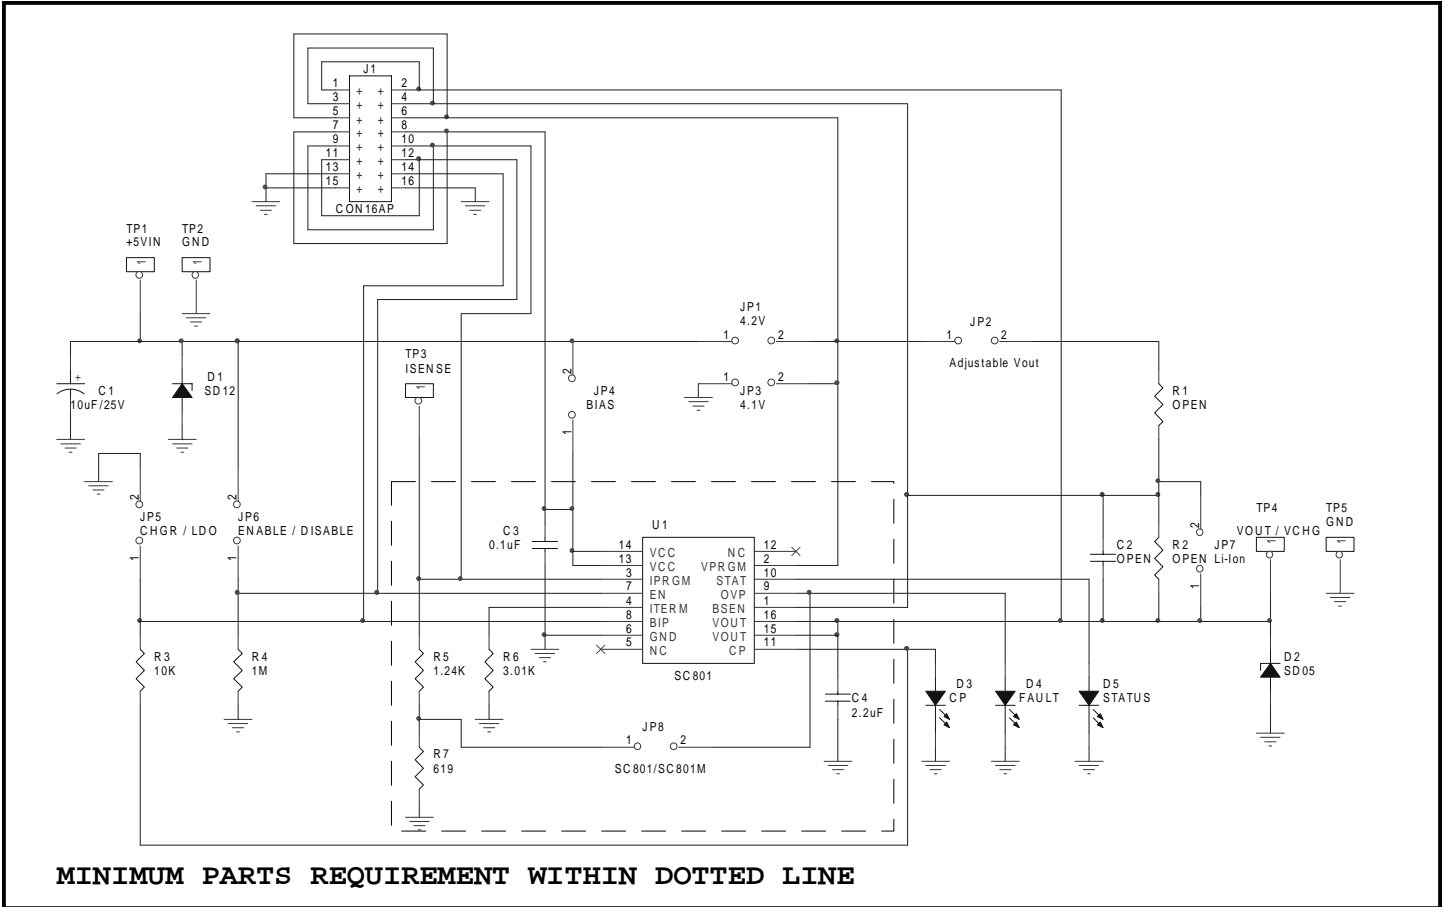 J1
1 2
3 4
5 6
7 8
9 10
11 12
13 14
15 16
CON16AP
TP1
+5VIN
1
TP2
GND
1
JP1
4.2V
1 2
JP2
1 2
Adjustable Vout
TP3
ISENSE
1
D1
SD12
+
C1
10uF/25V
2
JP4
BIAS
1
1 2
JP3
4.1V
R1
OPEN
2
JP5
CHGR / LDO
1
2
JP6
ENABLE / DISABLE
1
C3
0.1uF
U1
14 VCC
13 VCC
3 IPRGM
7 EN
4 ITERM
8 BIP
6 GND
5 NC
NC 12
VPRGM 2
STAT 10
OVP 9
BSEN 1
VOUT 16
VOUT 15
CP 11
SC801
C2
OPEN
R2
OPEN
2
JP7
Li-Ion
1
TP4
VOUT / VCHG
1
TP5
GND
1
R3
10K
R4
1M
R5
1.24K
R6
3.01K
C4
2.2uF
D3
CP
D4
FAULT
D5
STATUS
D2
SD05
R7
619
JP8
1 2
SC801/SC801M
MINIMUM PARTS REQUIREMENT WITHIN DOTTED LINE